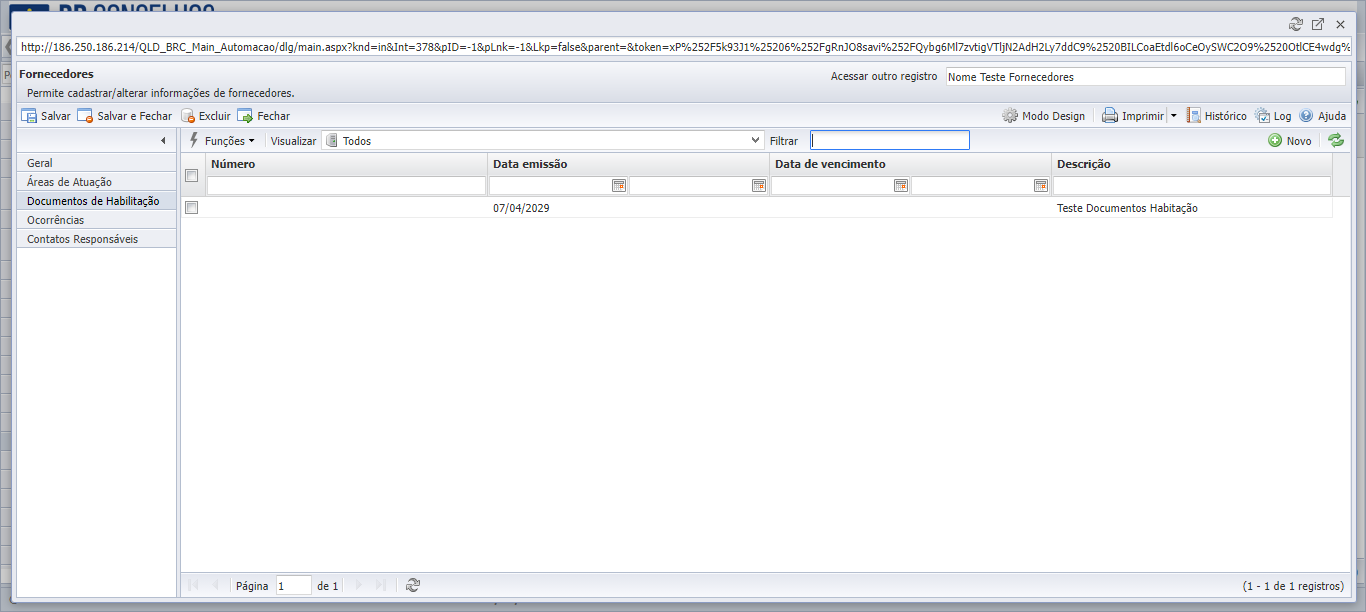 http://186.250.186.214/QLD_BRC_Main_Automacao/dlg/main.aspx?knd=in&Int=378&pID=-1&pLnk=-1&Lkp=false&parent=&token=xP%252F5k93J1%25206%252FgRnJO8savi%252FQybg6Ml7zvtigVTljN2AdH2Ly7ddC9%2520BILCoaEtdl6oCeOySWC2O9%2520OtlCE4wdg%
Fornecedores
Acessar outro registro Nome Teste Fornecedores
Permite cadastrar/alterar informações de fornecedores.
Salvar Salvar e Fechar Excluir Fechar Modo Design Imprimir Histórico Log Ajuda
Funções Visualizar Todos Filtrar Novo
Geral
Áreas de Atuação
Documentos de Habilitação
Ocorrências
Contatos Responsáveis
Número Data emissão Data de vencimento Descrição
07/04/2029 Teste Documentos Habitação
Página 1 de 1 (1 - 1 de 1 registros)